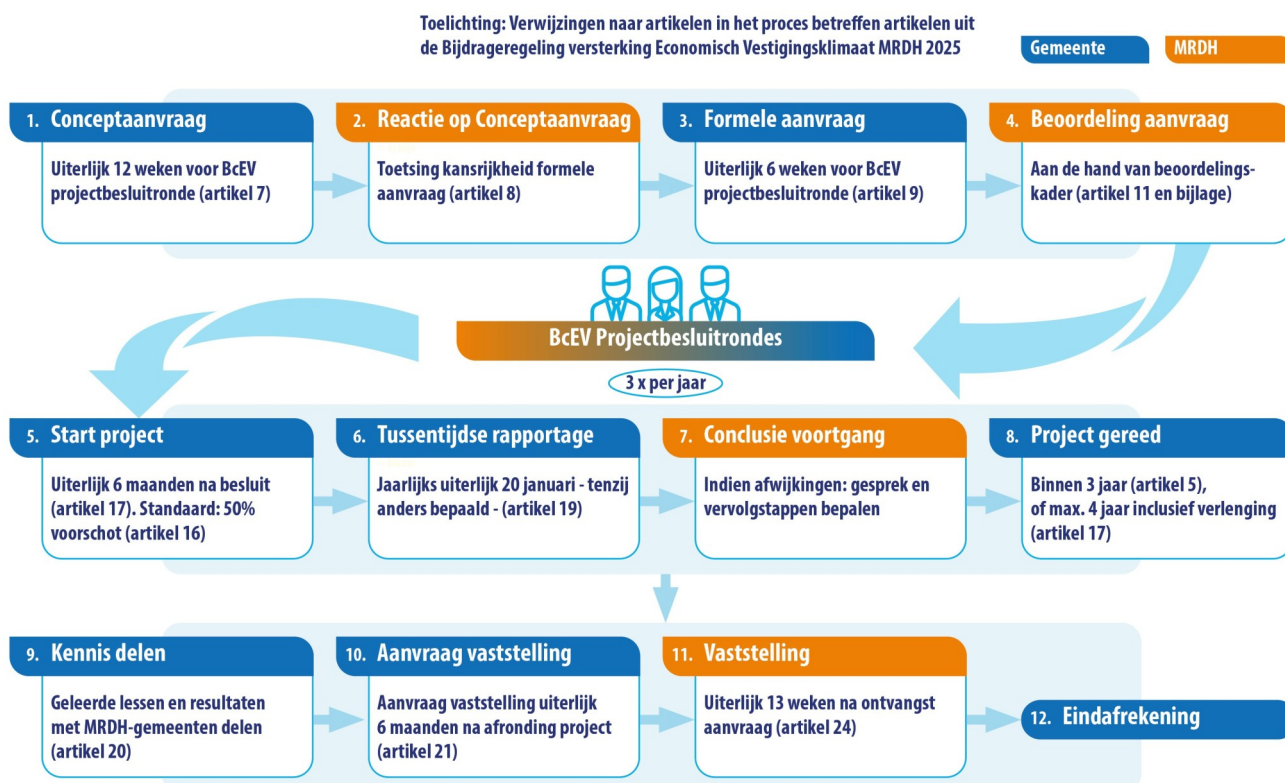 Toelichting: Verwijzingen naar artikelen in het proces betreffen artikelen uit
de Bijdrageregeling versterking Economisch Vestigingsklimaat MRDH 2025
Gemeente
MRDH
1. Conceptaanvraag
Uiterlijk 12 weken voor BcEV
projectbesluitronde (artikel 7)
2. Reactie op Conceptaanvraag
Toetsing kansrijkheid formele
aanvraag (artikel 8)
3. Formele aanvraag
Uiterlijk 6 weken voor BcEV
projectbesluitronde (artikel 9)
4. Beoordeling aanvraag
Aan de hand van beoordelings-
kader (artikel 11 en bijlage)
BcEV Projectbesluitrondes
3 x per jaar
5. Start project
Uiterlijk 6 maanden na besluit
(artikel 17). Standaard: 50%
voorschot (artikel 16)
6. Tussentijdse rapportage
Jaarlijks uiterlijk 20 januari - tenzij
anders bepaald - (artikel 19)
7. Conclusie voortgang
Indien afwijkingen: gesprek en
vervolgstappen bepalen
8. Project gereed
Binnen 3 jaar (artikel 5),
of max. 4 jaar inclusief verlenging
(artikel 17)
9. Kennis delen
Geleerde lessen en resultaten
met MRDH-gemeenten delen
(artikel 20)
10. Aanvraag vaststelling
Aanvraag vaststelling uiterlijk
6 maanden na afronding project
(artikel 21)
11. Vaststelling
Uiterlijk 13 weken na ontvangst
aanvraag (artikel 24)
12. Eindafrekening